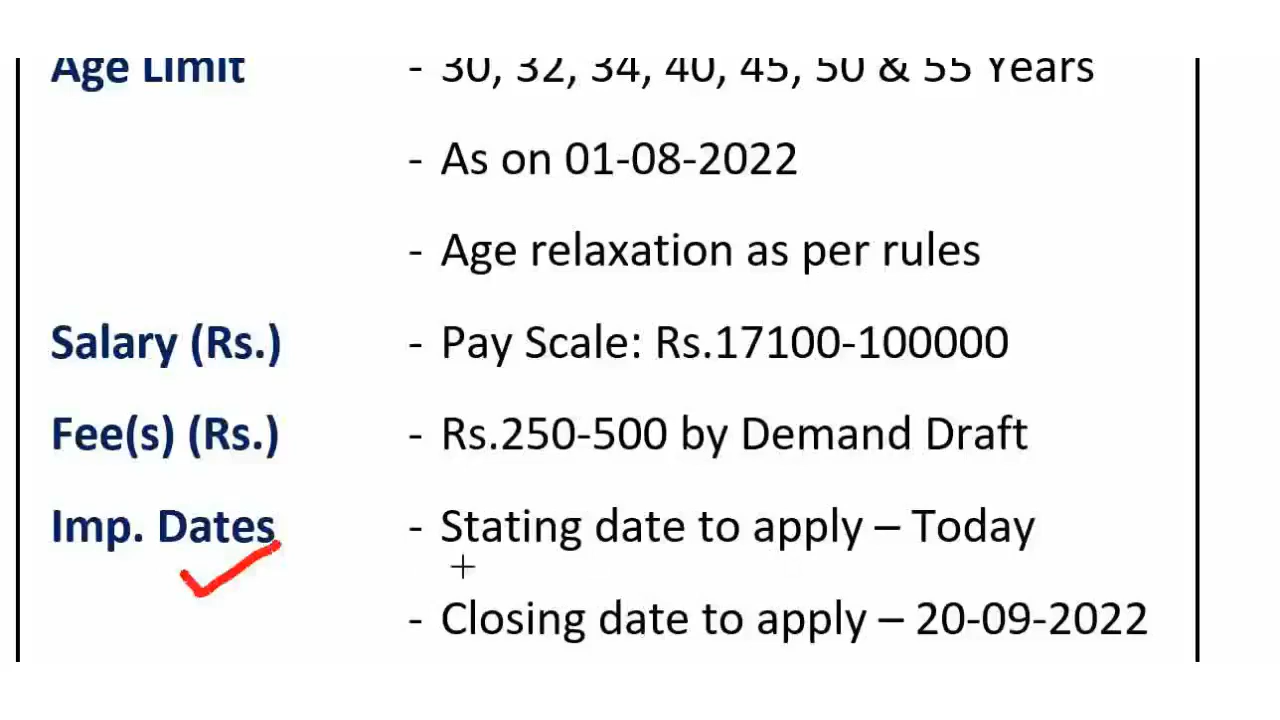 Age Limit - 30, 32, 34, 40, 45, 50 & 55 Years
- As on 01-08-2022
- Age relaxation as per rules
Salary (Rs.) - Pay Scale: Rs.17100-100000
Fee(s) (Rs.) - Rs.250-500 by Demand Draft
Imp. Dates - Stating date to apply – Today
- Closing date to apply – 20-09-2022